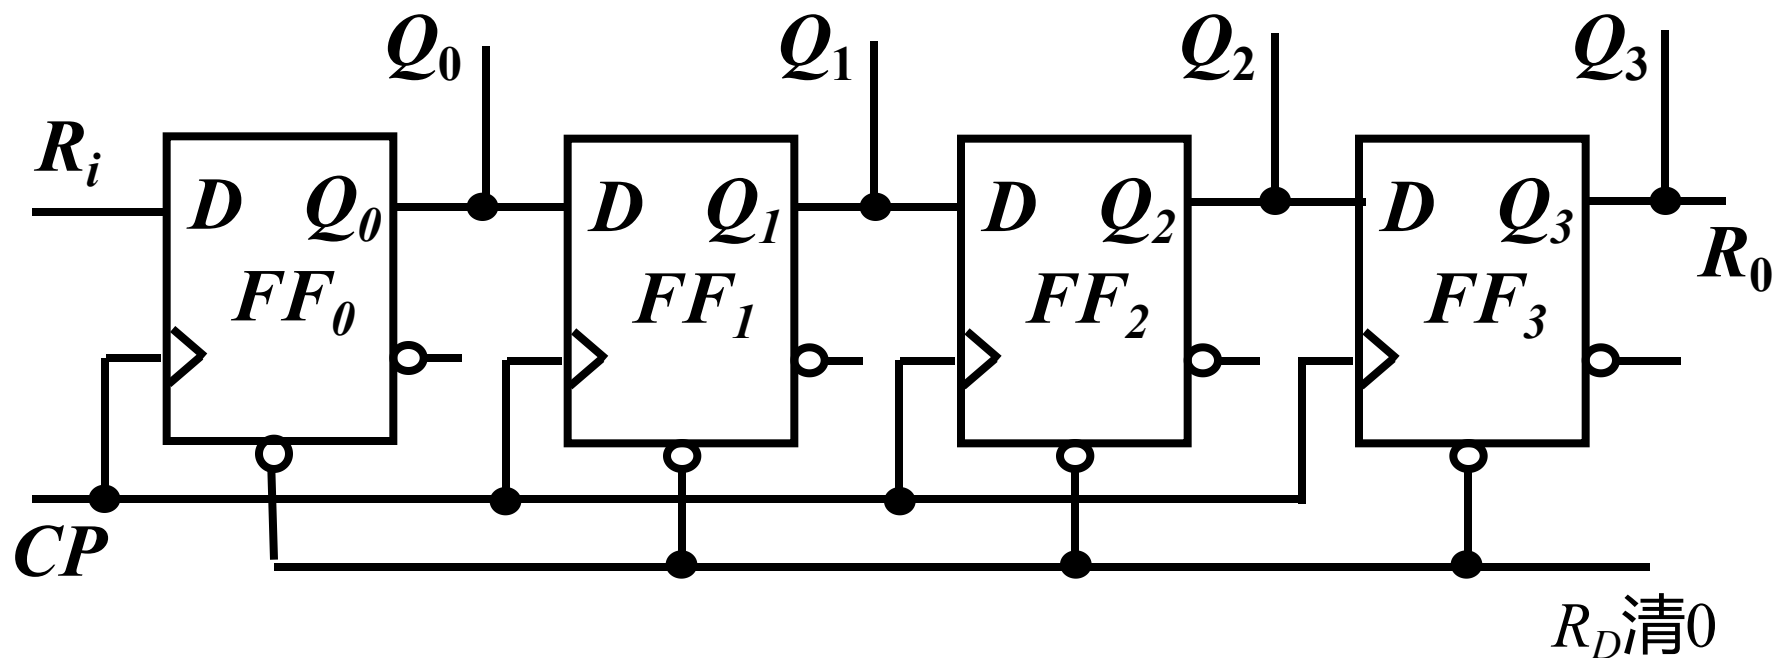 Q₀ Q₁ Q₂ Q₃
Rᵢ
D Q₀ D Q₁ D Q₂ D Q₃
R₀
FF₀ FF₁ FF₂ FF₃
CP
R_D清0